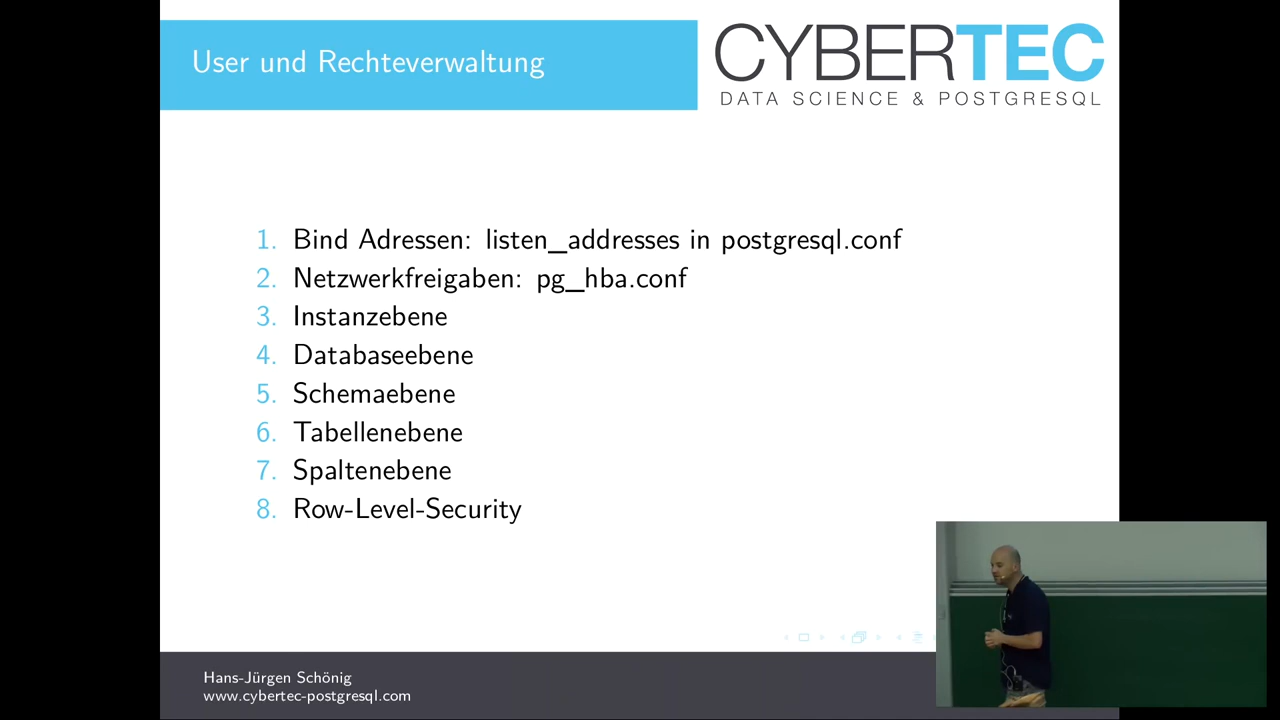 User und Rechteverwaltung
CYBERTEC
DATA SCIENCE & POSTGRESQL
1. Bind Adressen: listen_addresses in postgresql.conf
2. Netzwerkfreigaben: pg_hba.conf
3. Instanzebene
4. Databaseebene
5. Schemaebene
6. Tabellenebene
7. Spaltenebene
8. Row-Level-Security
Hans-Jürgen Schönig
www.cybertec-postgresql.com